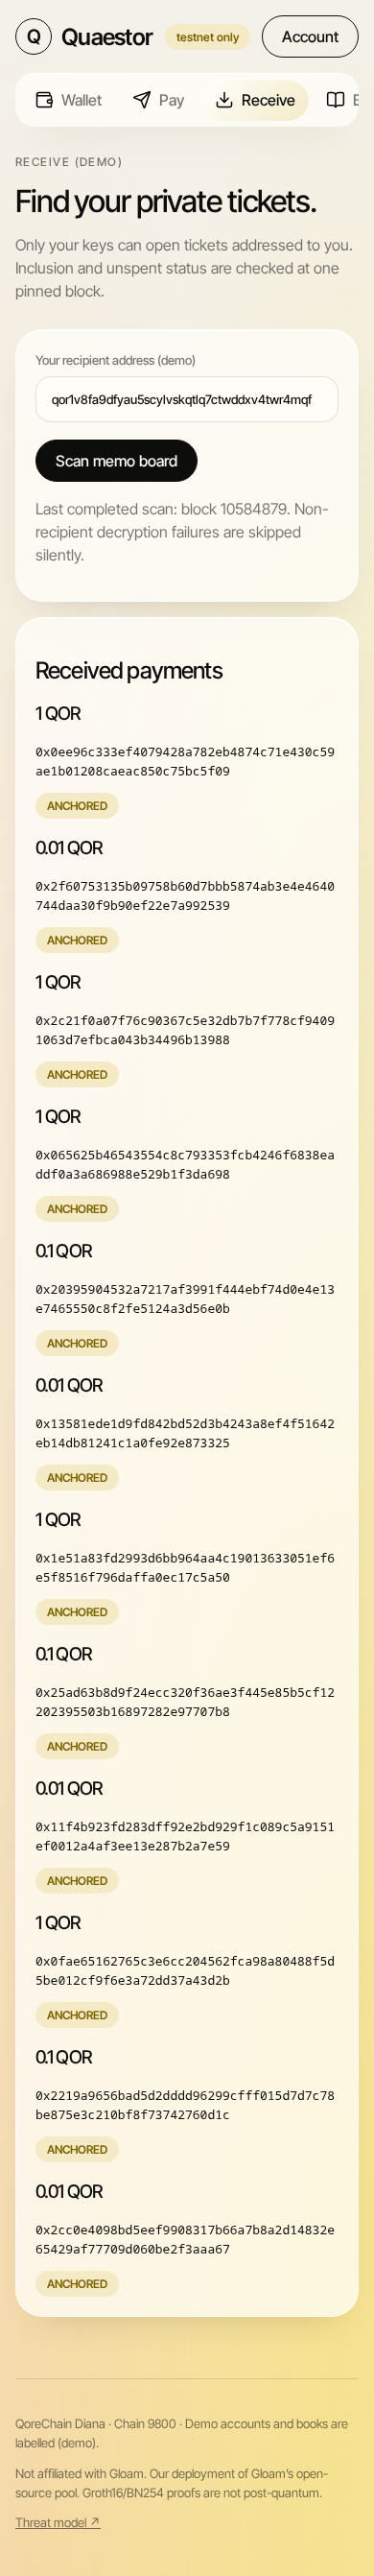 Q Quaestor testnet only Account
Wallet Pay Receive
RECEIVE (DEMO)
Find your private tickets.
Only your keys can open tickets addressed to you.
Inclusion and unspent status are checked at one
pinned block.
Your recipient address (demo)
qor1v8fa9dfyau5scylvskqtlq7ctwddxv4twr4mqf
Scan memo board
Last completed scan: block 10584879. Non-
recipient decryption failures are skipped
silently.
Received payments
1 QOR
0x0ee96c333ef4079428a782eb4874c71e430c59
ae1b01208caeac850c75bc5f09
ANCHORED
0.01 QOR
0x2f60753135b09758b60d7bbb5874ab3e4e4640
744daa30f9b90ef22e7a992539
ANCHORED
1 QOR
0x2c21f0a07f76c90367c5e32db7b7f778cf9409
1063d7efbca043b34496b13988
ANCHORED
1 QOR
0x065625b46543554c8c793353fcb4246f6838ea
ddf0a3a686988e529b1f3da698
ANCHORED
0.1 QOR
0x20395904532a7217af3991f444ebf74d0e4e13
e7465550c8f2fe5124a3d56e0b
ANCHORED
0.01 QOR
0x13581ede1d9fd842bd52d3b4243a8ef4f51642
eb14db81241c1a0fe92e873325
ANCHORED
1 QOR
0x1e51a83fd2993d6bb964aa4c19013633051ef6
e5f8516f796daffa0ec17c5a50
ANCHORED
0.1 QOR
0x25ad63b8d9f24ecc320f36ae3f445e85b5cf12
202395503b16897282e97707b8
ANCHORED
0.01 QOR
0x11f4b923fd283dff92e2bd929f1c089c5a9151
ef0012a4af3ee13e287b2a7e59
ANCHORED
1 QOR
0x0fae65162765c3e6cc204562fca98a80488f5d
5be012cf9f6e3a72dd37a43d2b
ANCHORED
0.1 QOR
0x2219a9656bad5d2dddd96299cfff015d7d7c78
be875e3c210bf8f73742760d1c
ANCHORED
0.01 QOR
0x2cc0e4098bd5eef9908317b66a7b8a2d14832e
65429af77709d060be2f3aaa67
ANCHORED
QoreChain Diana · Chain 9800 · Demo accounts and books are
labelled (demo).
Not affiliated with Gloam. Our deployment of Gloam's open-
source pool. Groth16/BN254 proofs are not post-quantum.
Threat model ↗